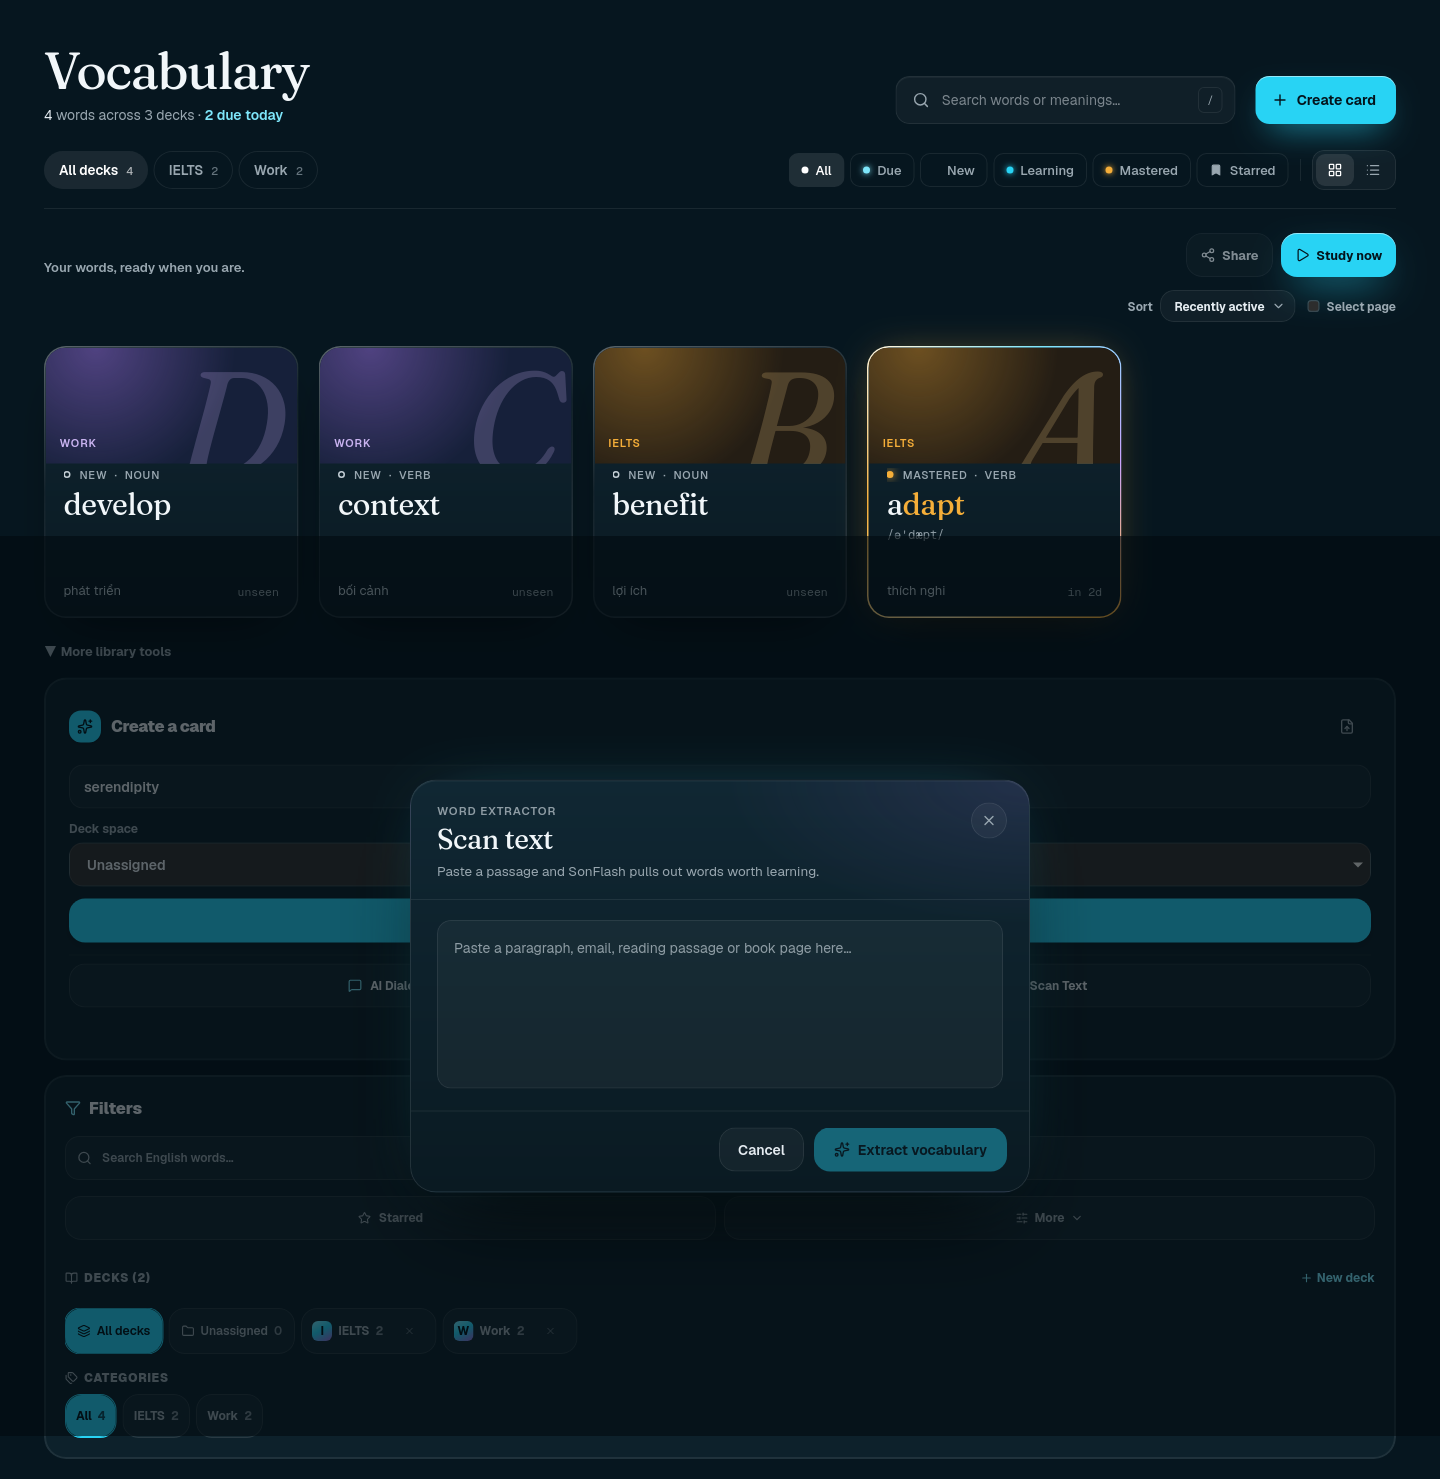 Vocabulary
4 words across 3 decks · 2 due today
Search words or meanings...
/
Create card
All decks 4
IELTS 2
Work 2
All
Due
New
Learning
Mastered
Starred
Your words, ready when you are.
Share
Study now
Sort
Recently active
Select page
D
WORK
NEW · NOUN
develop
phát triển
unseen
C
WORK
NEW · VERB
context
bối cảnh
unseen
B
IELTS
NEW · NOUN
benefit
lợi ích
unseen
A
IELTS
MASTERED · VERB
adapt
/əˈdæpt/
thích nghi
in 2d
More library tools
Create a card
serendipity
Deck space
Unassigned
AI Dial
Scan Text
WORD EXTRACTOR
Scan text
Paste a passage and SonFlash pulls out words worth learning.
Paste a paragraph, email, reading passage or book page here...
Cancel
Extract vocabulary
Filters
Search English words...
Starred
More
DECKS (2)
New deck
All decks
Unassigned 0
I IELTS 2 ×
W Work 2 ×
CATEGORIES
All 4
IELTS 2
Work 2